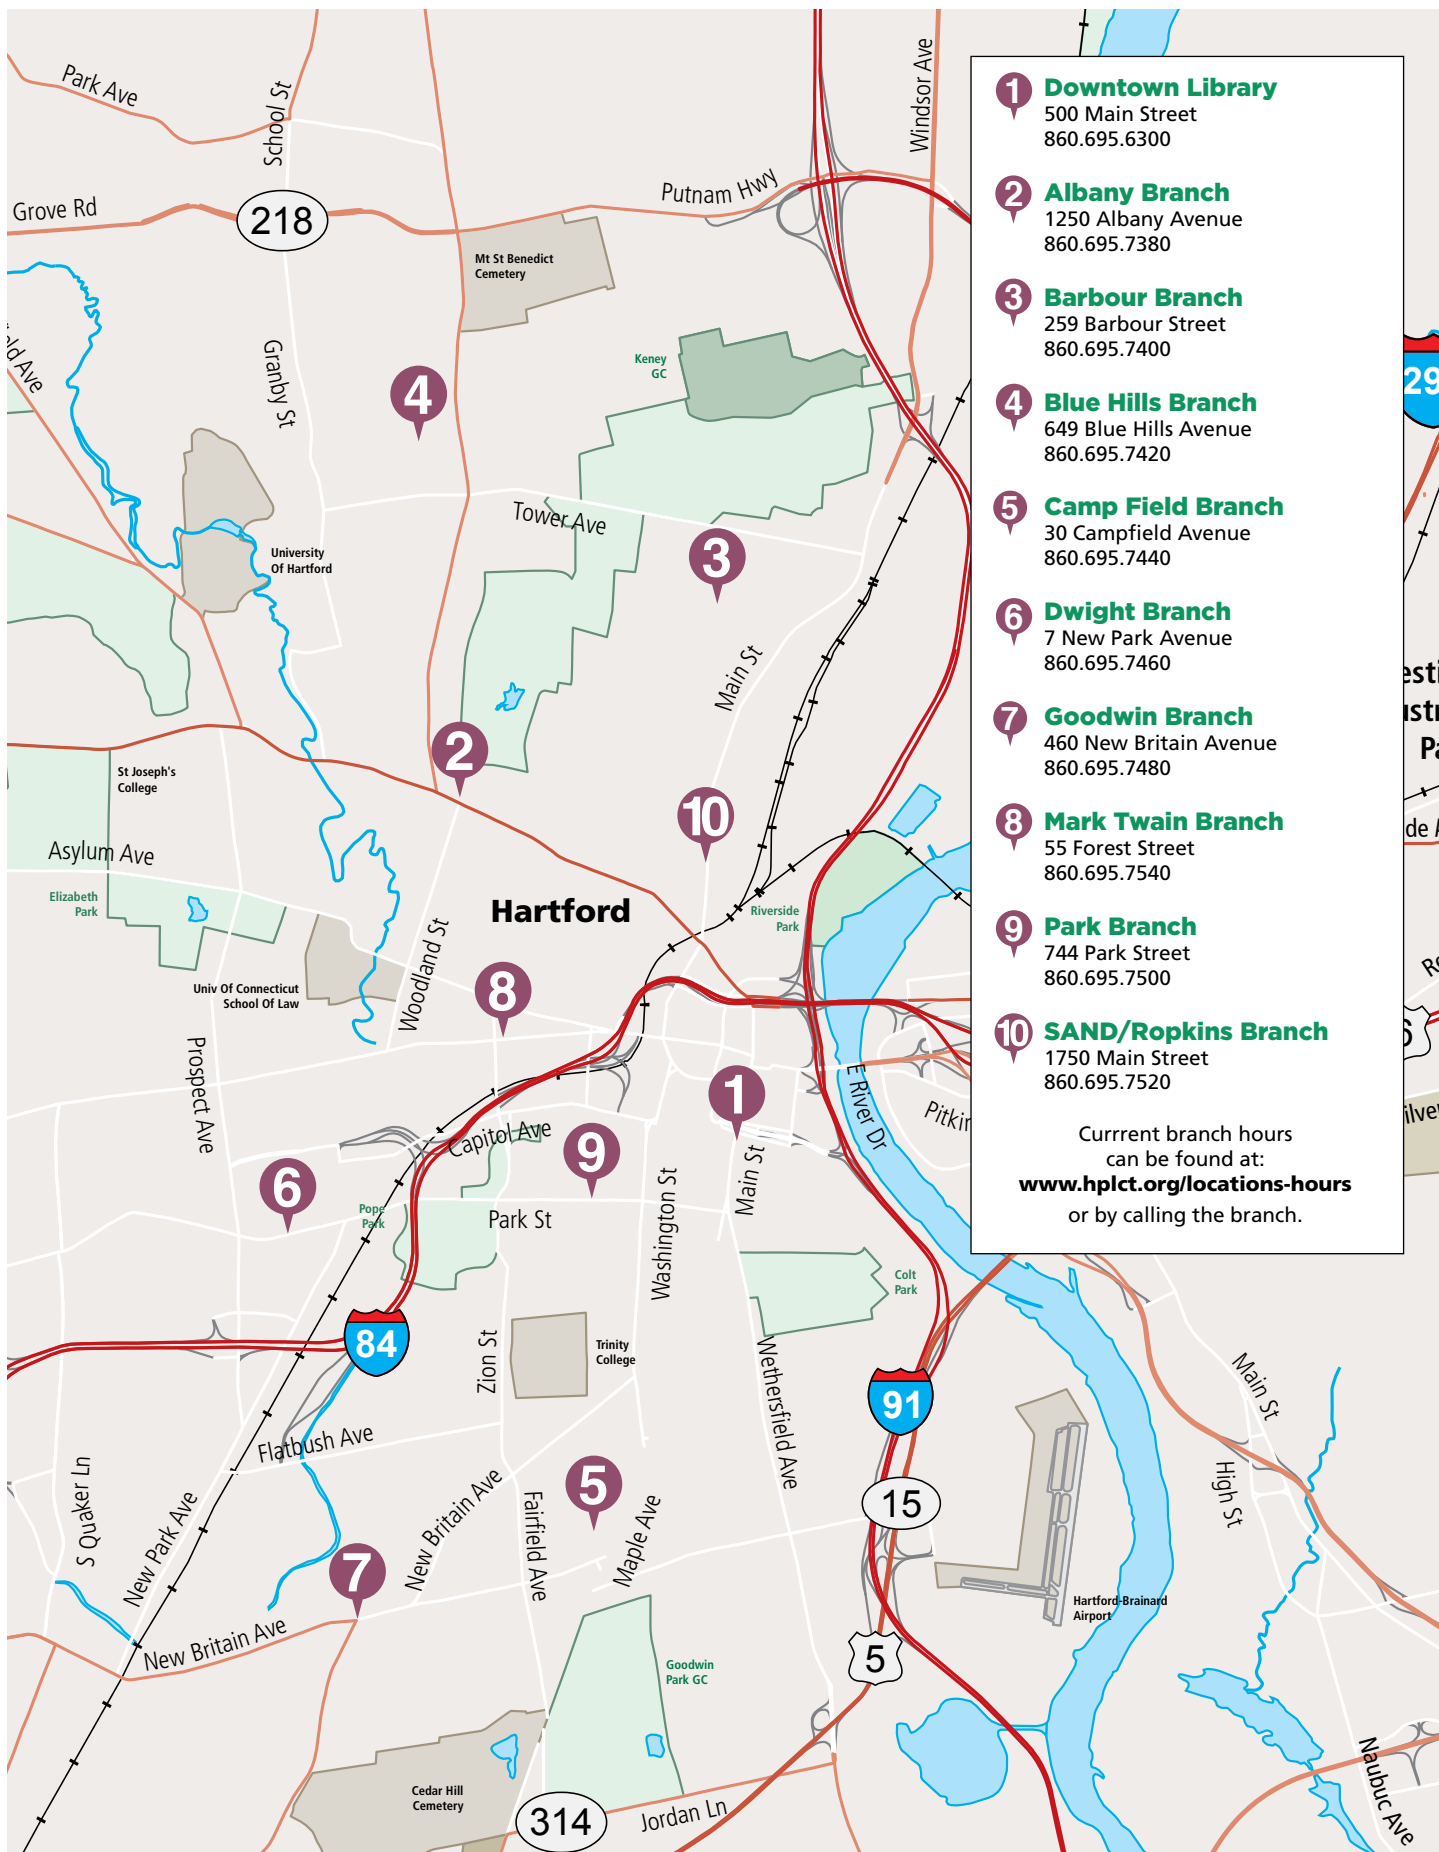 Park Ave
School St
Windsor Ave
Putnam Hwy
Grove Rd
218
Mt St Benedict
Cemetery
Granby St
Keney
GC
4
Tower Ave
University
Of Hartford
3
Main St
2
St Joseph's
College
10
Asylum Ave
Elizabeth
Park
Hartford
Riverside
Park
Woodland St
Univ Of Connecticut
School Of Law
8
Prospect Ave
E River Dr
1
Capitol Ave
9
Main St
6
Washington St
Pope
Park
Park St
Colt
Park
84
Zion St
Trinity
College
Wethersfield Ave
91
Main St
Flatbush Ave
S Quaker Ln
New Park Ave
New Britain Ave
Fairfield Ave
5
Maple Ave
15
High St
7
New Britain Ave
Hartford-Brainard
Airport
5
Goodwin
Park GC
Cedar Hill
Cemetery
314
Jordan Ln
Naubuc Ave
1 Downtown Library
500 Main Street
860.695.6300
2 Albany Branch
1250 Albany Avenue
860.695.7380
3 Barbour Branch
259 Barbour Street
860.695.7400
4 Blue Hills Branch
649 Blue Hills Avenue
860.695.7420
5 Camp Field Branch
30 Campfield Avenue
860.695.7440
6 Dwight Branch
7 New Park Avenue
860.695.7460
7 Goodwin Branch
460 New Britain Avenue
860.695.7480
8 Mark Twain Branch
55 Forest Street
860.695.7540
9 Park Branch
744 Park Street
860.695.7500
10 SAND/Ropkins Branch
1750 Main Street
860.695.7520
Currrent branch hours
can be found at:
www.hplct.org/locations-hours
or by calling the branch.